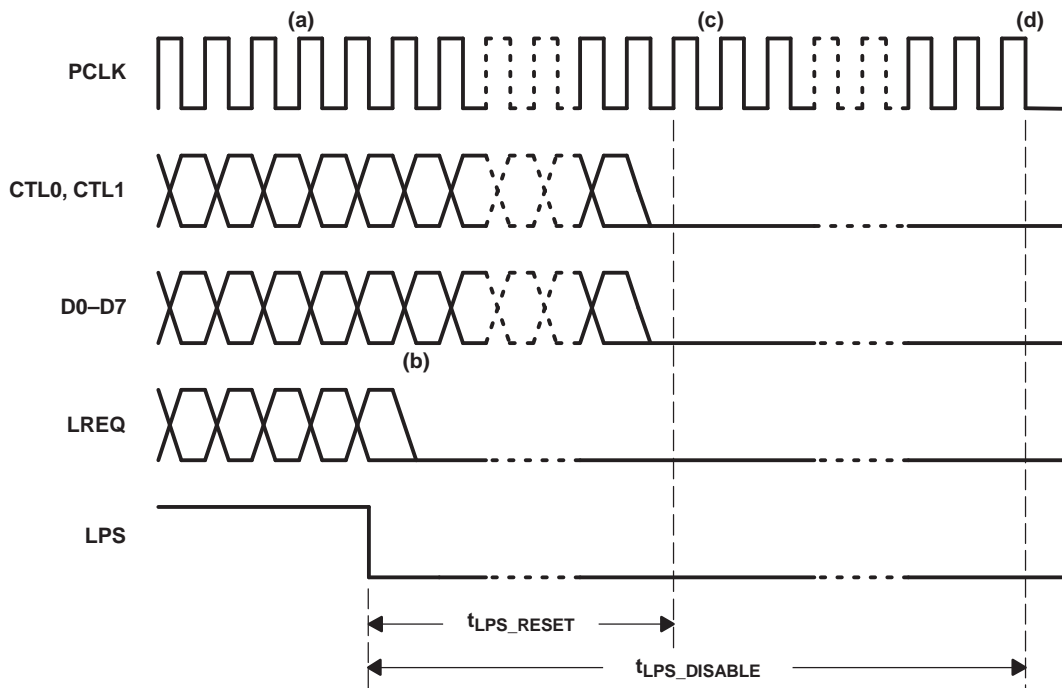 (a) (c) (d)
PCLK
CTL0, CTL1
D0–D7
(b)
LREQ
LPS
tLPS_RESET
tLPS_DISABLE